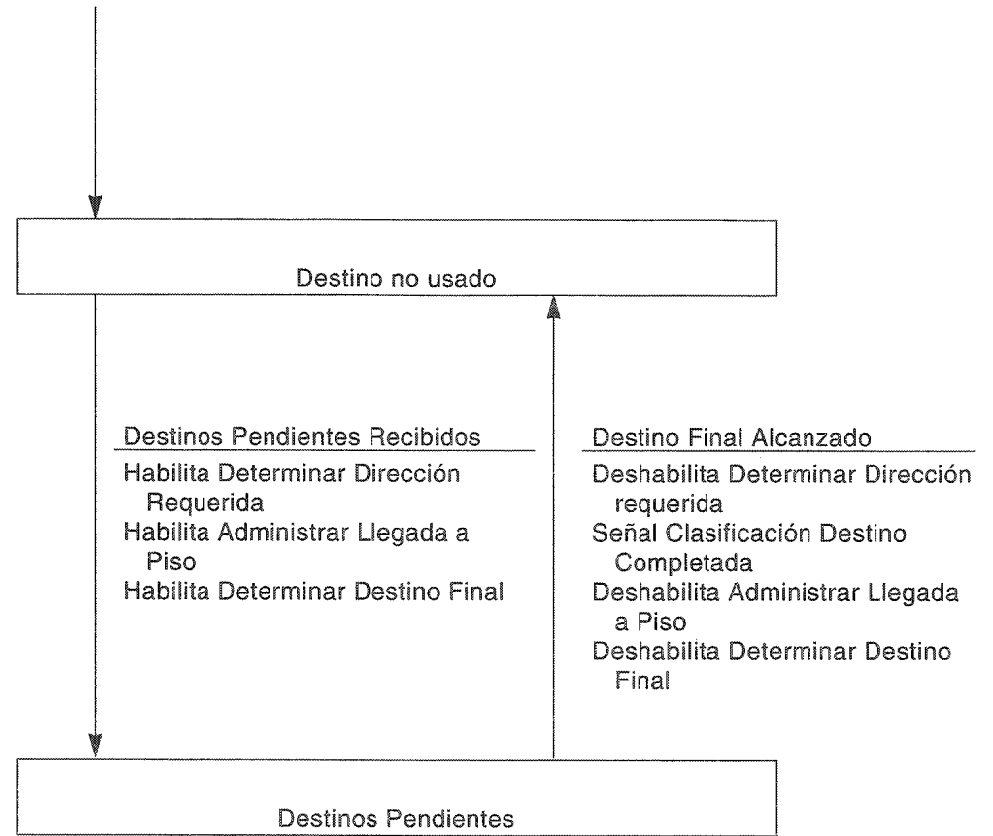 Destino no usado
Destinos Pendientes Recibidos
Habilita Determinar Dirección
Requerida
Habilita Administrar Llegada a
Piso
Habilita Determinar Destino Final
Destino Final Alcanzado
Deshabilita Determinar Dirección
requerida
Señal Clasificación Destino
Completada
Deshabilita Administrar Llegada
a Piso
Deshabilita Determinar Destino
Final
Destinos Pendientes